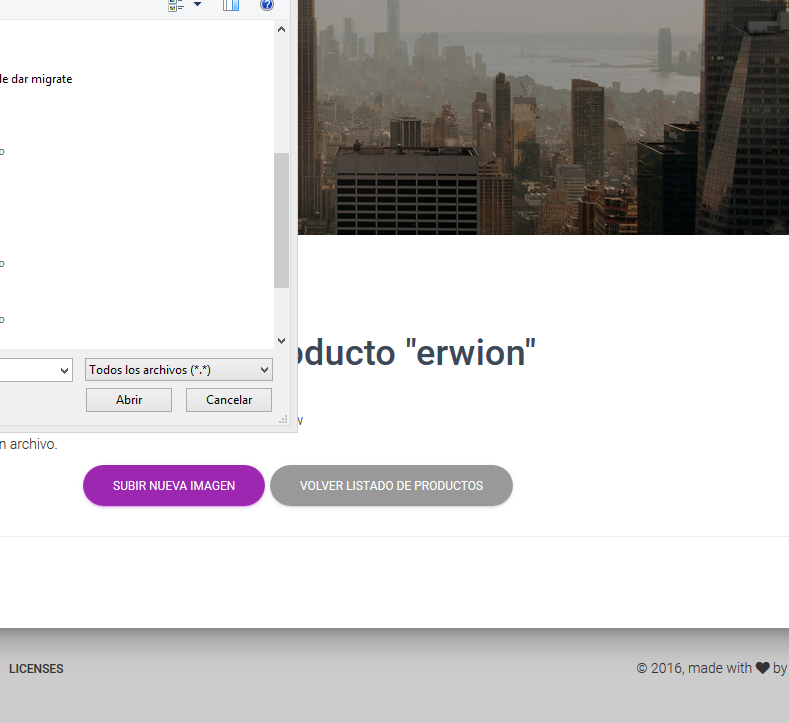 de dar migrate
Todos los archivos (*.*)
Abrir
Cancelar
oducto "erwion"
w
n archivo.
SUBIR NUEVA IMAGEN
VOLVER LISTADO DE PRODUCTOS
LICENSES
© 2016, made with by